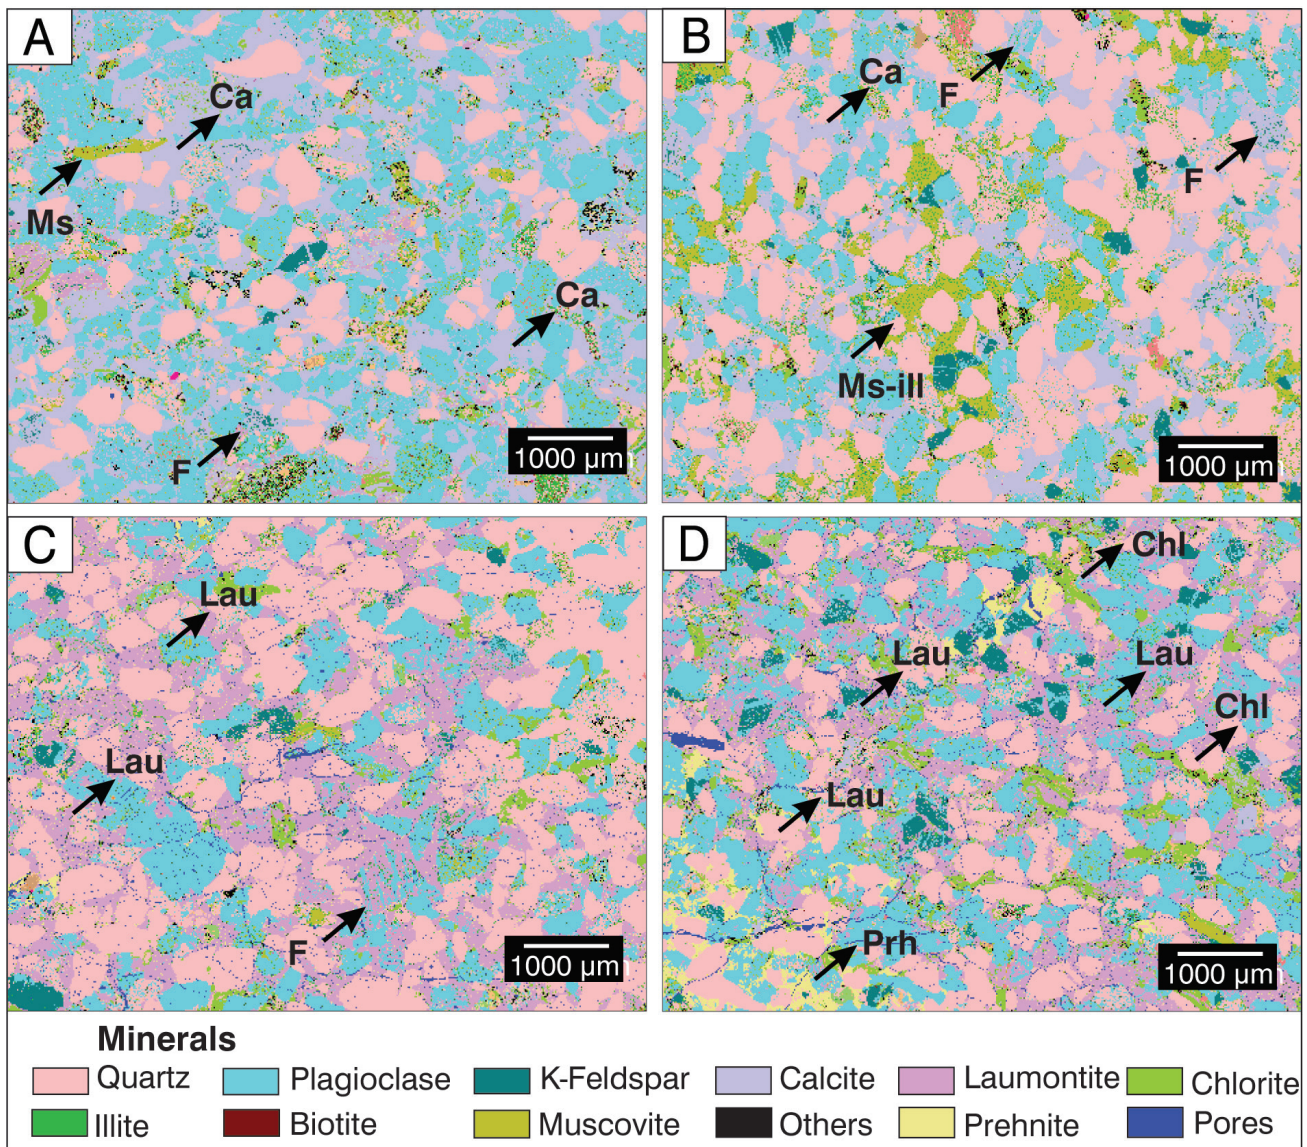 A
Ca
Ms
Ca
F
1000 µm
B
Ca
F
F
Ms-ill
1000 µm
C
Lau
Lau
F
1000 µm
D
Chl
Lau
Lau
Chl
Lau
Prh
1000 µm
Minerals
Quartz Plagioclase K-Feldspar Calcite Laumontite Chlorite
Illite Biotite Muscovite Others Prehnite Pores